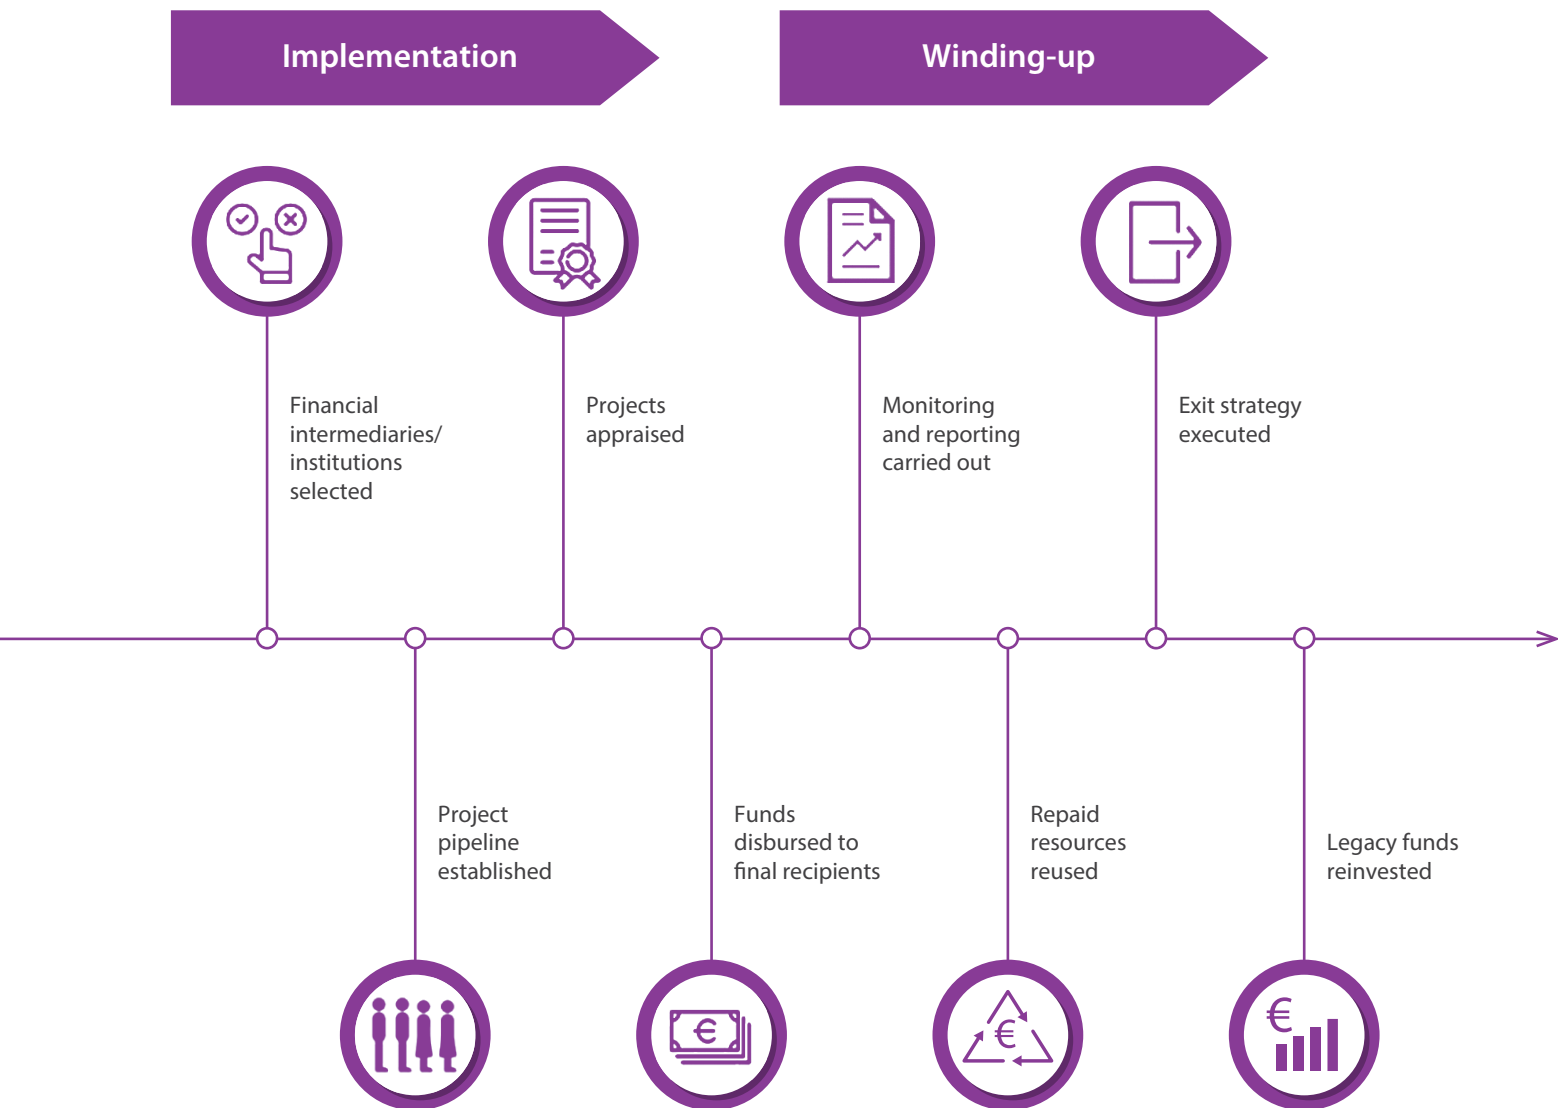 Implementation
Winding-up
Financial
intermediaries/
institutions
selected
Projects
appraised
Monitoring
and reporting
carried out
Exit strategy
executed
Project
pipeline
established
Funds
disbursed to
final recipients
Repaid
resources
reused
Legacy funds
reinvested
€
€
€